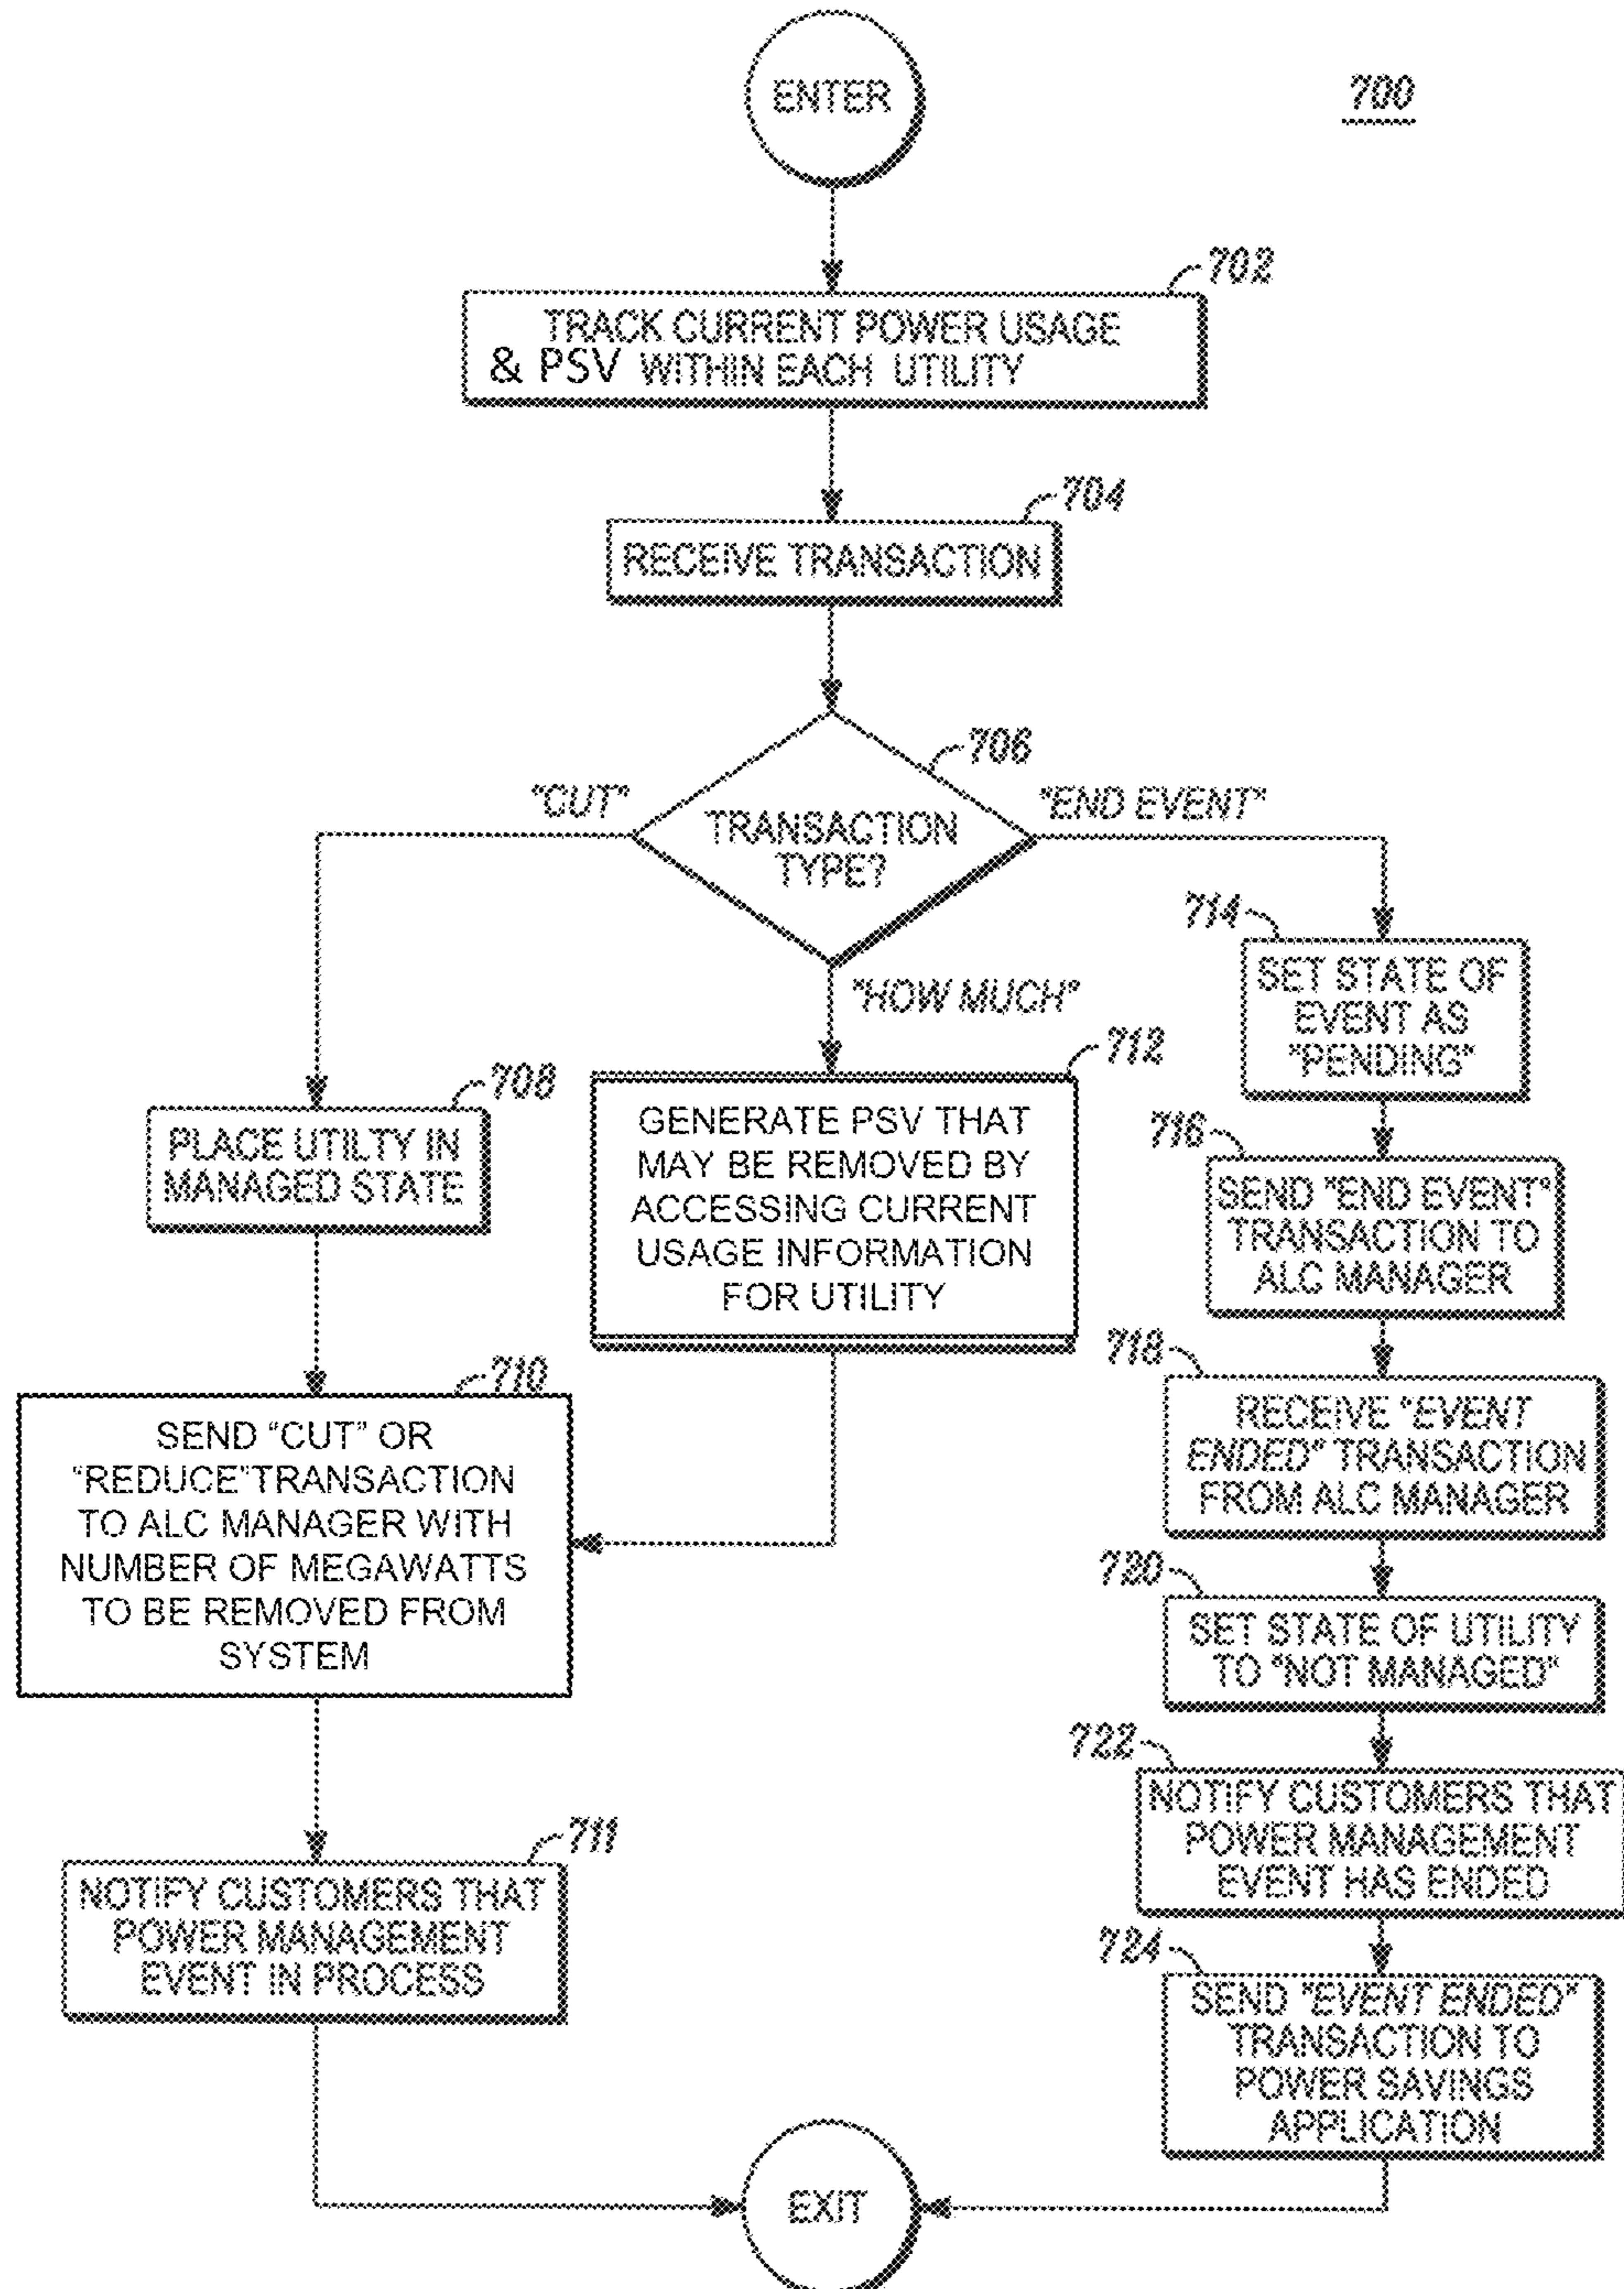 ENTER
700
702
TRACK CURRENT POWER USAGE
& PSV WITHIN EACH UTILITY
704
RECEIVE TRANSACTION
706
TRANSACTION
TYPE?
"CUT"
"END EVENT"
"HOW MUCH"
708
PLACE UTILTY IN
MANAGED STATE
710
SEND "CUT" OR
"REDUCE"TRANSACTION
TO ALC MANAGER WITH
NUMBER OF MEGAWATTS
TO BE REMOVED FROM
SYSTEM
711
NOTIFY CUSTOMERS THAT
POWER MANAGEMENT
EVENT IN PROCESS
712
GENERATE PSV THAT
MAY BE REMOVED BY
ACCESSING CURRENT
USAGE INFORMATION
FOR UTILITY
714
SET STATE OF
EVENT AS
"PENDING"
716
SEND "END EVENT"
TRANSACTION TO
ALC MANAGER
718
RECEIVE "EVENT
ENDED" TRANSACTION
FROM ALC MANAGER
720
SET STATE OF UTILITY
TO "NOT MANAGED"
722
NOTIFY CUSTOMERS THAT
POWER MANAGEMENT
EVENT HAS ENDED
724
SEND "EVENT ENDED"
TRANSACTION TO
POWER SAVINGS
APPLICATION
EXIT